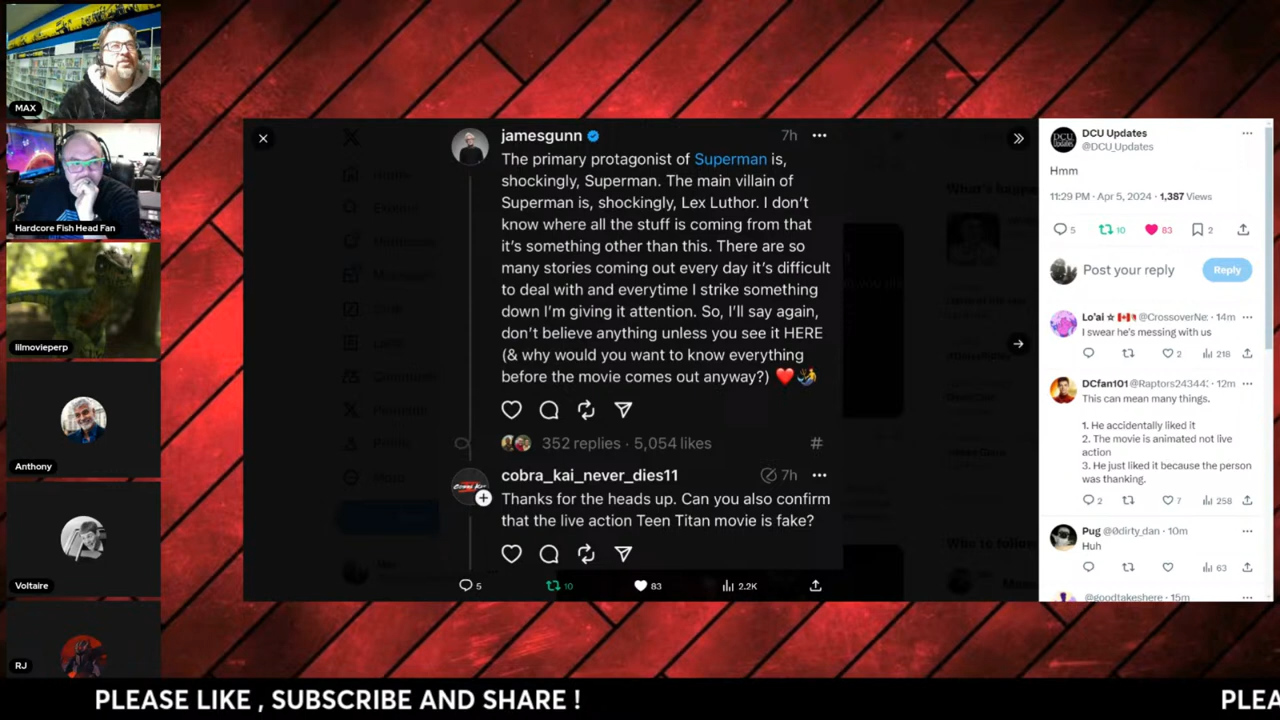 MAX
Hardcore Fish Head Fan
lilmovieperp
Anthony
Voltaire
RJ
jamesgunn 7h
The primary protagonist of Superman is,
shockingly, Superman. The main villain of
Superman is, shockingly, Lex Luthor. I don't
know where all the stuff is coming from that
it's something other than this. There are so
many stories coming out every day it's difficult
to deal with and everytime I strike something
down I'm giving it attention. So, I'll say again,
don't believe anything unless you see it HERE
(& why would you want to know everything
before the movie comes out anyway?) ❤️🤷‍♂️
352 replies · 5,054 likes #
cobra_kai_never_dies11 7h
Thanks for the heads up. Can you also confirm
that the live action Teen Titan movie is fake?
5 10 83 2.2K
DCU Updates
@DCU_Updates
Hmm
11:29 PM · Apr 5, 2024 · 1,387 Views
5 10 83 2
Post your reply Reply
Lo'ai ☆ @CrossoverNe: · 14m
I swear he's messing with us
2 218
DCfan101 @Raptors24344: · 12m
This can mean many things.
1. He accidentally liked it
2. The movie is animated not live
action
3. He just liked it because the person
was thanking.
2 7 258
Pug @0dirty_dan · 10m
Huh
63
@goodtakeshere · 15m
PLEASE LIKE , SUBSCRIBE AND SHARE !
PLEA